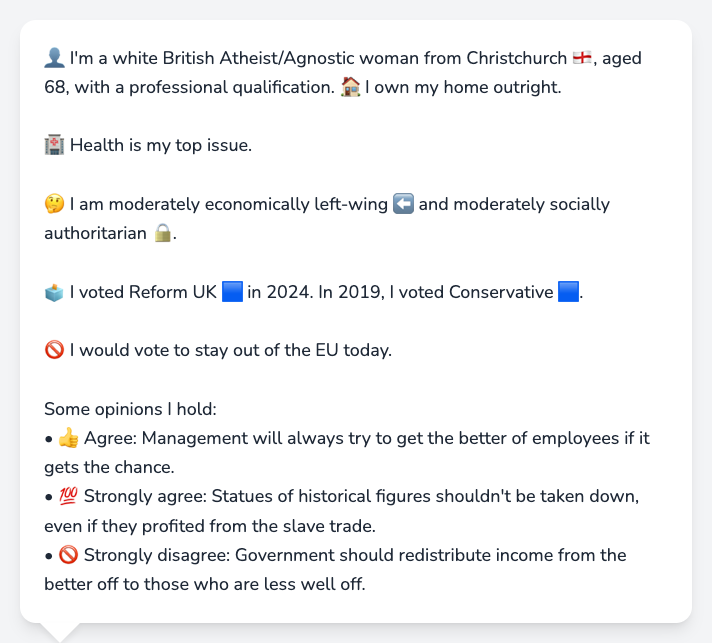 👤 I'm a white British Atheist/Agnostic woman from Christchurch 🏴󠁧󠁢󠁥󠁮󠁧󠁿, aged
68, with a professional qualification. 🏠 I own my home outright.
🏥 Health is my top issue.
🤔 I am moderately economically left-wing ⬅️ and moderately socially
authoritarian 🔒.
🗳️ I voted Reform UK 🟦 in 2024. In 2019, I voted Conservative 🟦.
🚫 I would vote to stay out of the EU today.
Some opinions I hold:
• 👍 Agree: Management will always try to get the better of employees if it
gets the chance.
• 💯 Strongly agree: Statues of historical figures shouldn't be taken down,
even if they profited from the slave trade.
• 🚫 Strongly disagree: Government should redistribute income from the
better off to those who are less well off.